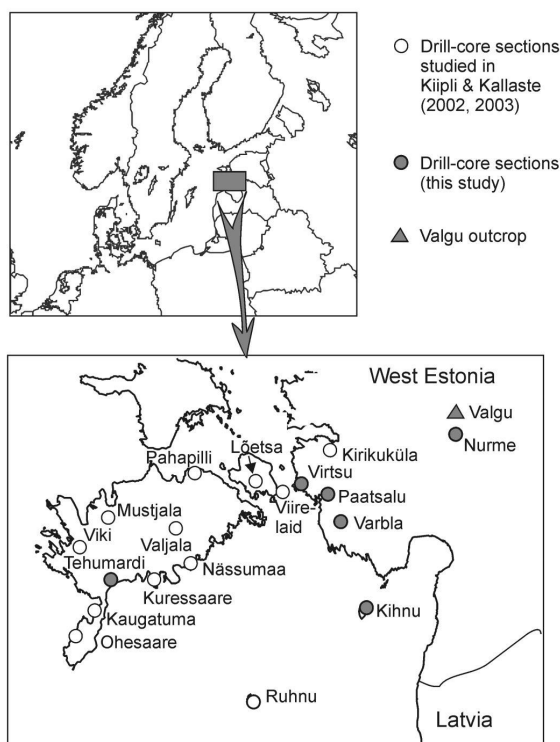 Drill-core sections
studied in
Kiipli & Kallaste
(2002, 2003)
Drill-core sections
(this study)
Valgu outcrop
West Estonia
Valgu
Nurme
Lõetsa
Kirikuküla
Pahapilli
Virtsu
Paatsalu
Viire-
laid
Varbla
Mustjala
Viki
Valjala
Tehumardi
Nässumaa
Kuressaare
Kihnu
Kaugatuma
Ohesaare
Ruhnu
Latvia